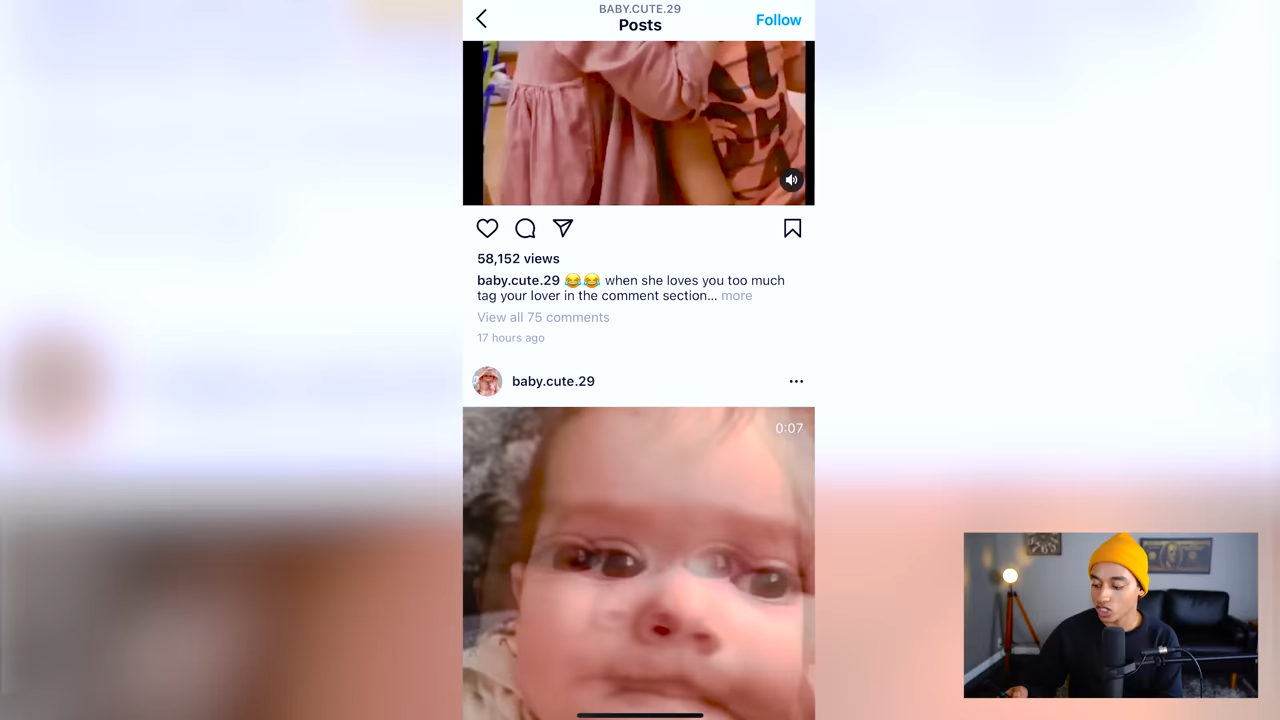 BABY.CUTE.29
Posts
Follow
58,152 views
baby.cute.29 😂😂 when she loves you too much
tag your lover in the comment section... more
View all 75 comments
17 hours ago
baby.cute.29
0:07